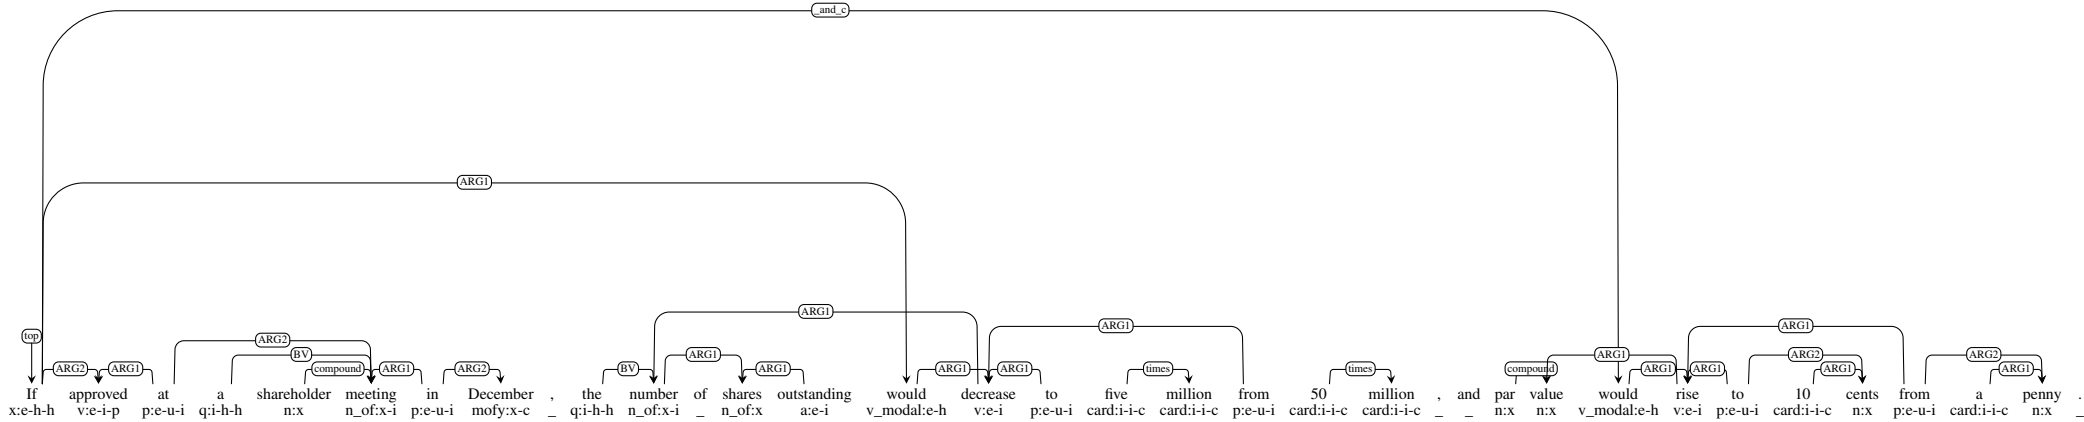 _and_c
ARG1
ARG1
top ARG2 ARG1 ARG1
BV ARG1
ARG2 ARG1 compound ARG1 ARG2 BV ARG1 ARG1 ARG1 ARG1 times times compound ARG1 ARG1 ARG2 ARG1 ARG2 ARG1
If approved at a shareholder meeting in December , the number of shares outstanding would decrease to five million from 50 million , and par value would rise to 10 cents from a penny .
x:e-h-h v:e-i-p p:e-u-i q:i-h-h n:x n_of:x-i p:e-u-i mofy:x-c _ q:i-h-h n_of:x-i _ n_of:x a:e-i v_modal:e-h v:e-i p:e-u-i card:i-i-c card:i-i-c p:e-u-i card:i-i-c card:i-i-c _ _ n:x n:x v_modal:e-h v:e-i p:e-u-i card:i-i-c n:x p:e-u-i card:i-i-c n:x _